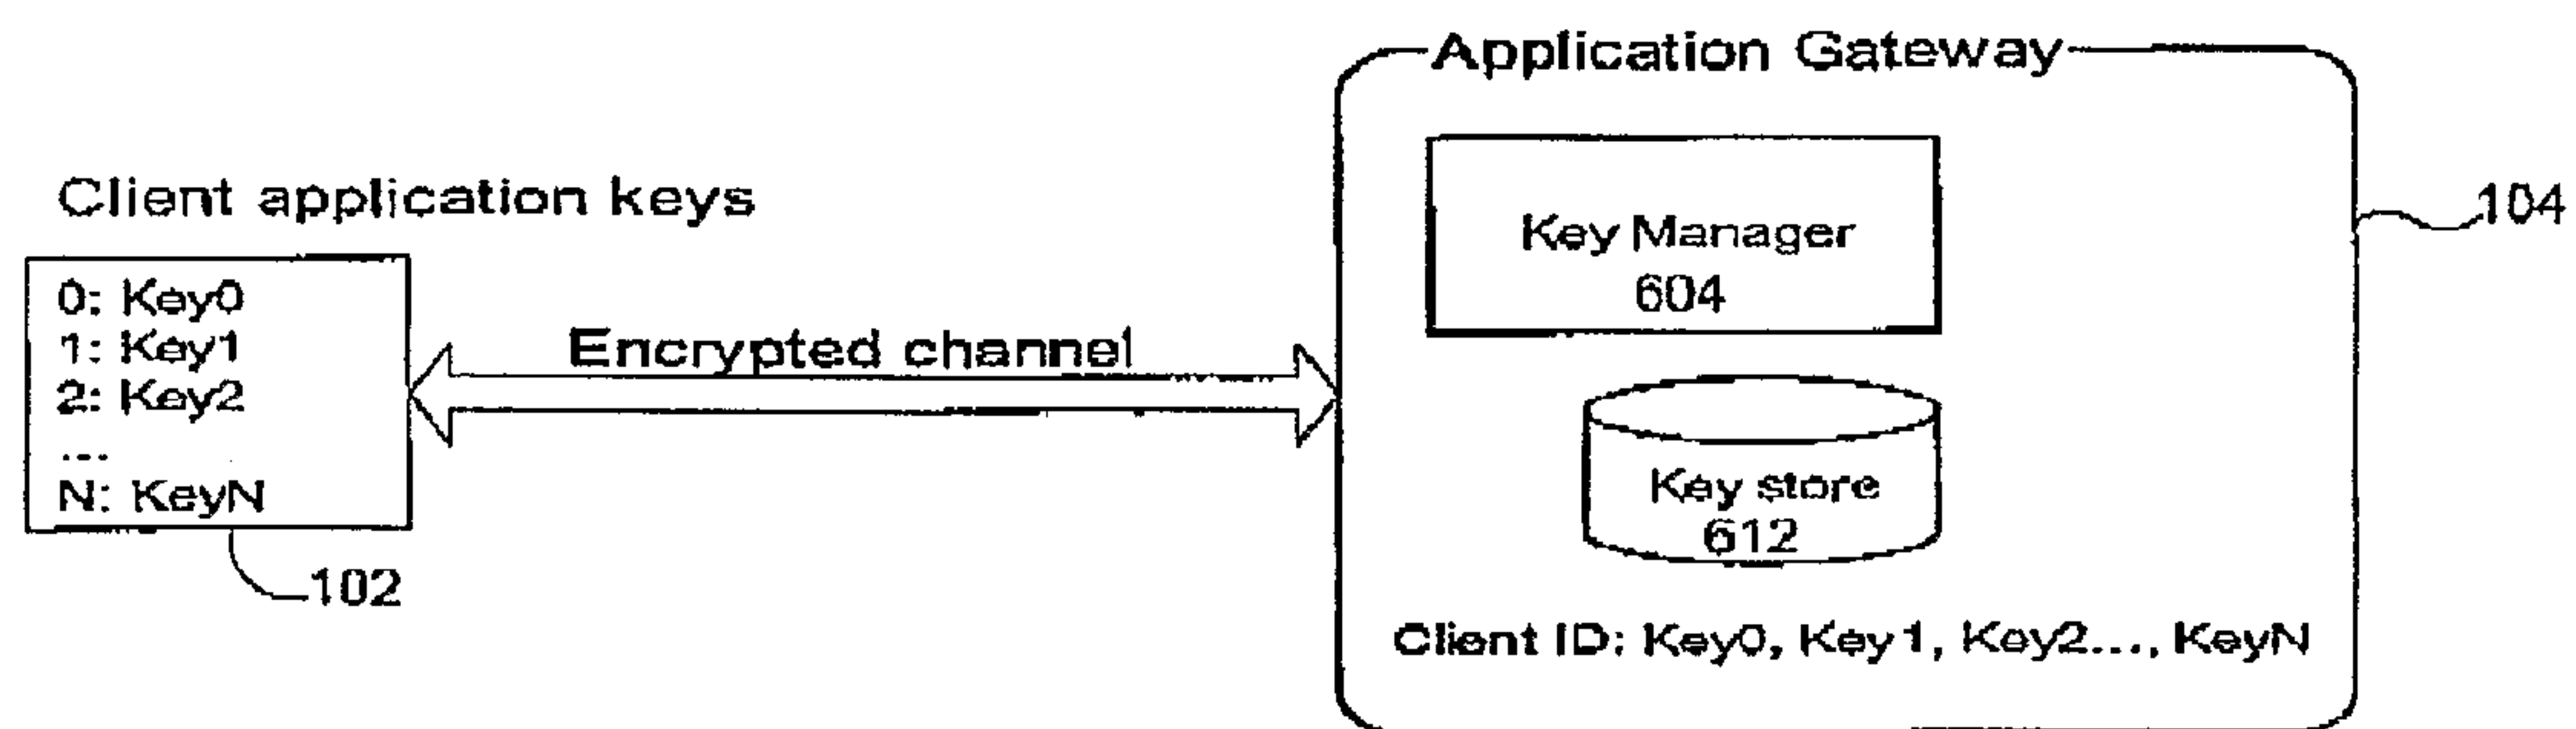 Application Gateway
Client application keys
0: Key0
1: Key1
2: Key2
...
N: KeyN
102
Encrypted channel
Key Manager
604
Key store
612
Client ID: Key0, Key1, Key2..., KeyN
104